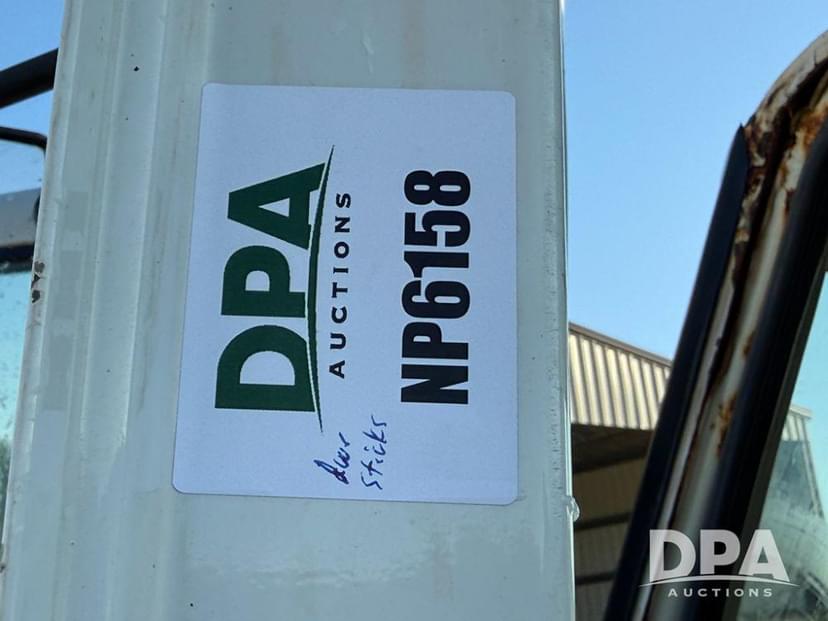 DPA
AUCTIONS
NP6158
door
sticks
DPA
AUCTIONS